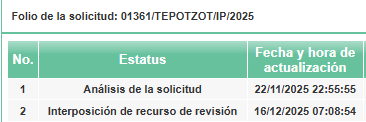 Folio de la solicitud: 01361/TEPOTZOT/IP/2025
No. Estatus Fecha y hora de actualización
1 Análisis de la solicitud 22/11/2025 22:55:55
2 Interposición de recurso de revisión 16/12/2025 07:08:54